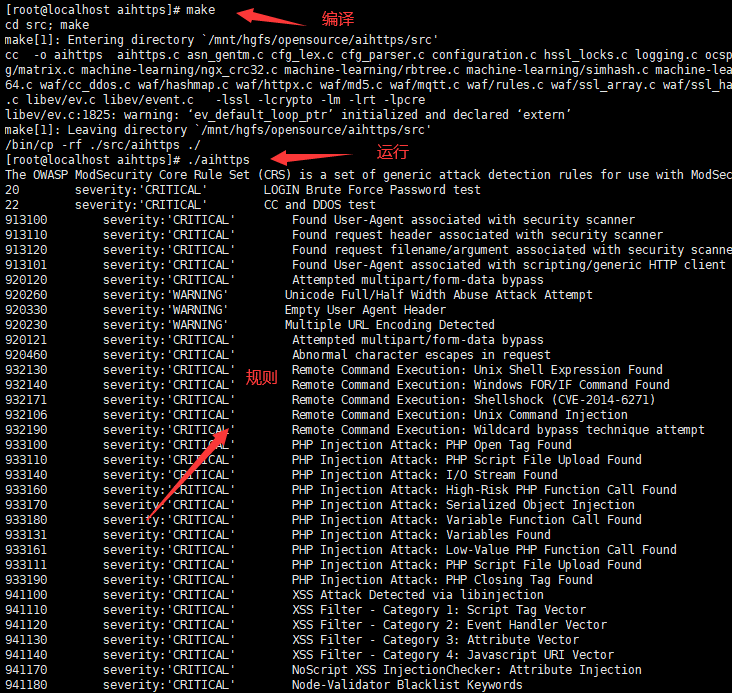 [root@localhost aihttps]# make
编译
cd src; make
make[1]: Entering directory `/mnt/hgfs/opensource/aihttps/src'
cc  -o aihttps  aihttps.c asn_gentm.c cfg_lex.c cfg_parser.c configuration.c hssl_locks.c logging.c ocsp
g/matrix.c machine-learning/ngx_crc32.c machine-learning/rbtree.c machine-learning/simhash.c machine-lea
64.c waf/cc_ddos.c waf/hashmap.c waf/httpx.c waf/md5.c waf/mqtt.c waf/rules.c waf/ssl_array.c waf/ssl_ha
.c libev/ev.c libev/event.c   -lssl -lcrypto -lm -lrt -lpcre
libev/ev.c:1825: warning: ‘ev_default_loop_ptr’ initialized and declared ‘extern’
make[1]: Leaving directory `/mnt/hgfs/opensource/aihttps/src'
/bin/cp -rf ./src/aihttps ./
[root@localhost aihttps]# ./aihttps
运行
The OWASP ModSecurity Core Rule Set (CRS) is a set of generic attack detection rules for use with ModSec
20 severity:'CRITICAL' LOGIN Brute Force Password test
22 severity:'CRITICAL' CC and DDOS test
913100 severity:'CRITICAL' Found User-Agent associated with security scanner
913110 severity:'CRITICAL' Found request header associated with security scanner
913120 severity:'CRITICAL' Found request filename/argument associated with security scanne
913101 severity:'CRITICAL' Found User-Agent associated with scripting/generic HTTP client
920120 severity:'CRITICAL' Attempted multipart/form-data bypass
920260 severity:'WARNING' Unicode Full/Half Width Abuse Attack Attempt
920330 severity:'WARNING' Empty User Agent Header
920230 severity:'WARNING' Multiple URL Encoding Detected
920121 severity:'CRITICAL' Attempted multipart/form-data bypass
920460 severity:'CRITICAL' Abnormal character escapes in request
932130 severity:'CRITICAL' Remote Command Execution: Unix Shell Expression Found
规则
932140 severity:'CRITICAL' Remote Command Execution: Windows FOR/IF Command Found
932171 severity:'CRITICAL' Remote Command Execution: Shellshock (CVE-2014-6271)
932106 severity:'CRITICAL' Remote Command Execution: Unix Command Injection
932190 severity:'CRITICAL' Remote Command Execution: Wildcard bypass technique attempt
933100 severity:'CRITICAL' PHP Injection Attack: PHP Open Tag Found
933110 severity:'CRITICAL' PHP Injection Attack: PHP Script File Upload Found
933140 severity:'CRITICAL' PHP Injection Attack: I/O Stream Found
933160 severity:'CRITICAL' PHP Injection Attack: High-Risk PHP Function Call Found
933170 severity:'CRITICAL' PHP Injection Attack: Serialized Object Injection
933180 severity:'CRITICAL' PHP Injection Attack: Variable Function Call Found
933131 severity:'CRITICAL' PHP Injection Attack: Variables Found
933161 severity:'CRITICAL' PHP Injection Attack: Low-Value PHP Function Call Found
933111 severity:'CRITICAL' PHP Injection Attack: PHP Script File Upload Found
933190 severity:'CRITICAL' PHP Injection Attack: PHP Closing Tag Found
941100 severity:'CRITICAL' XSS Attack Detected via libinjection
941110 severity:'CRITICAL' XSS Filter - Category 1: Script Tag Vector
941120 severity:'CRITICAL' XSS Filter - Category 2: Event Handler Vector
941130 severity:'CRITICAL' XSS Filter - Category 3: Attribute Vector
941140 severity:'CRITICAL' XSS Filter - Category 4: Javascript URI Vector
941170 severity:'CRITICAL' NoScript XSS InjectionChecker: Attribute Injection
941180 severity:'CRITICAL' Node-Validator Blacklist Keywords